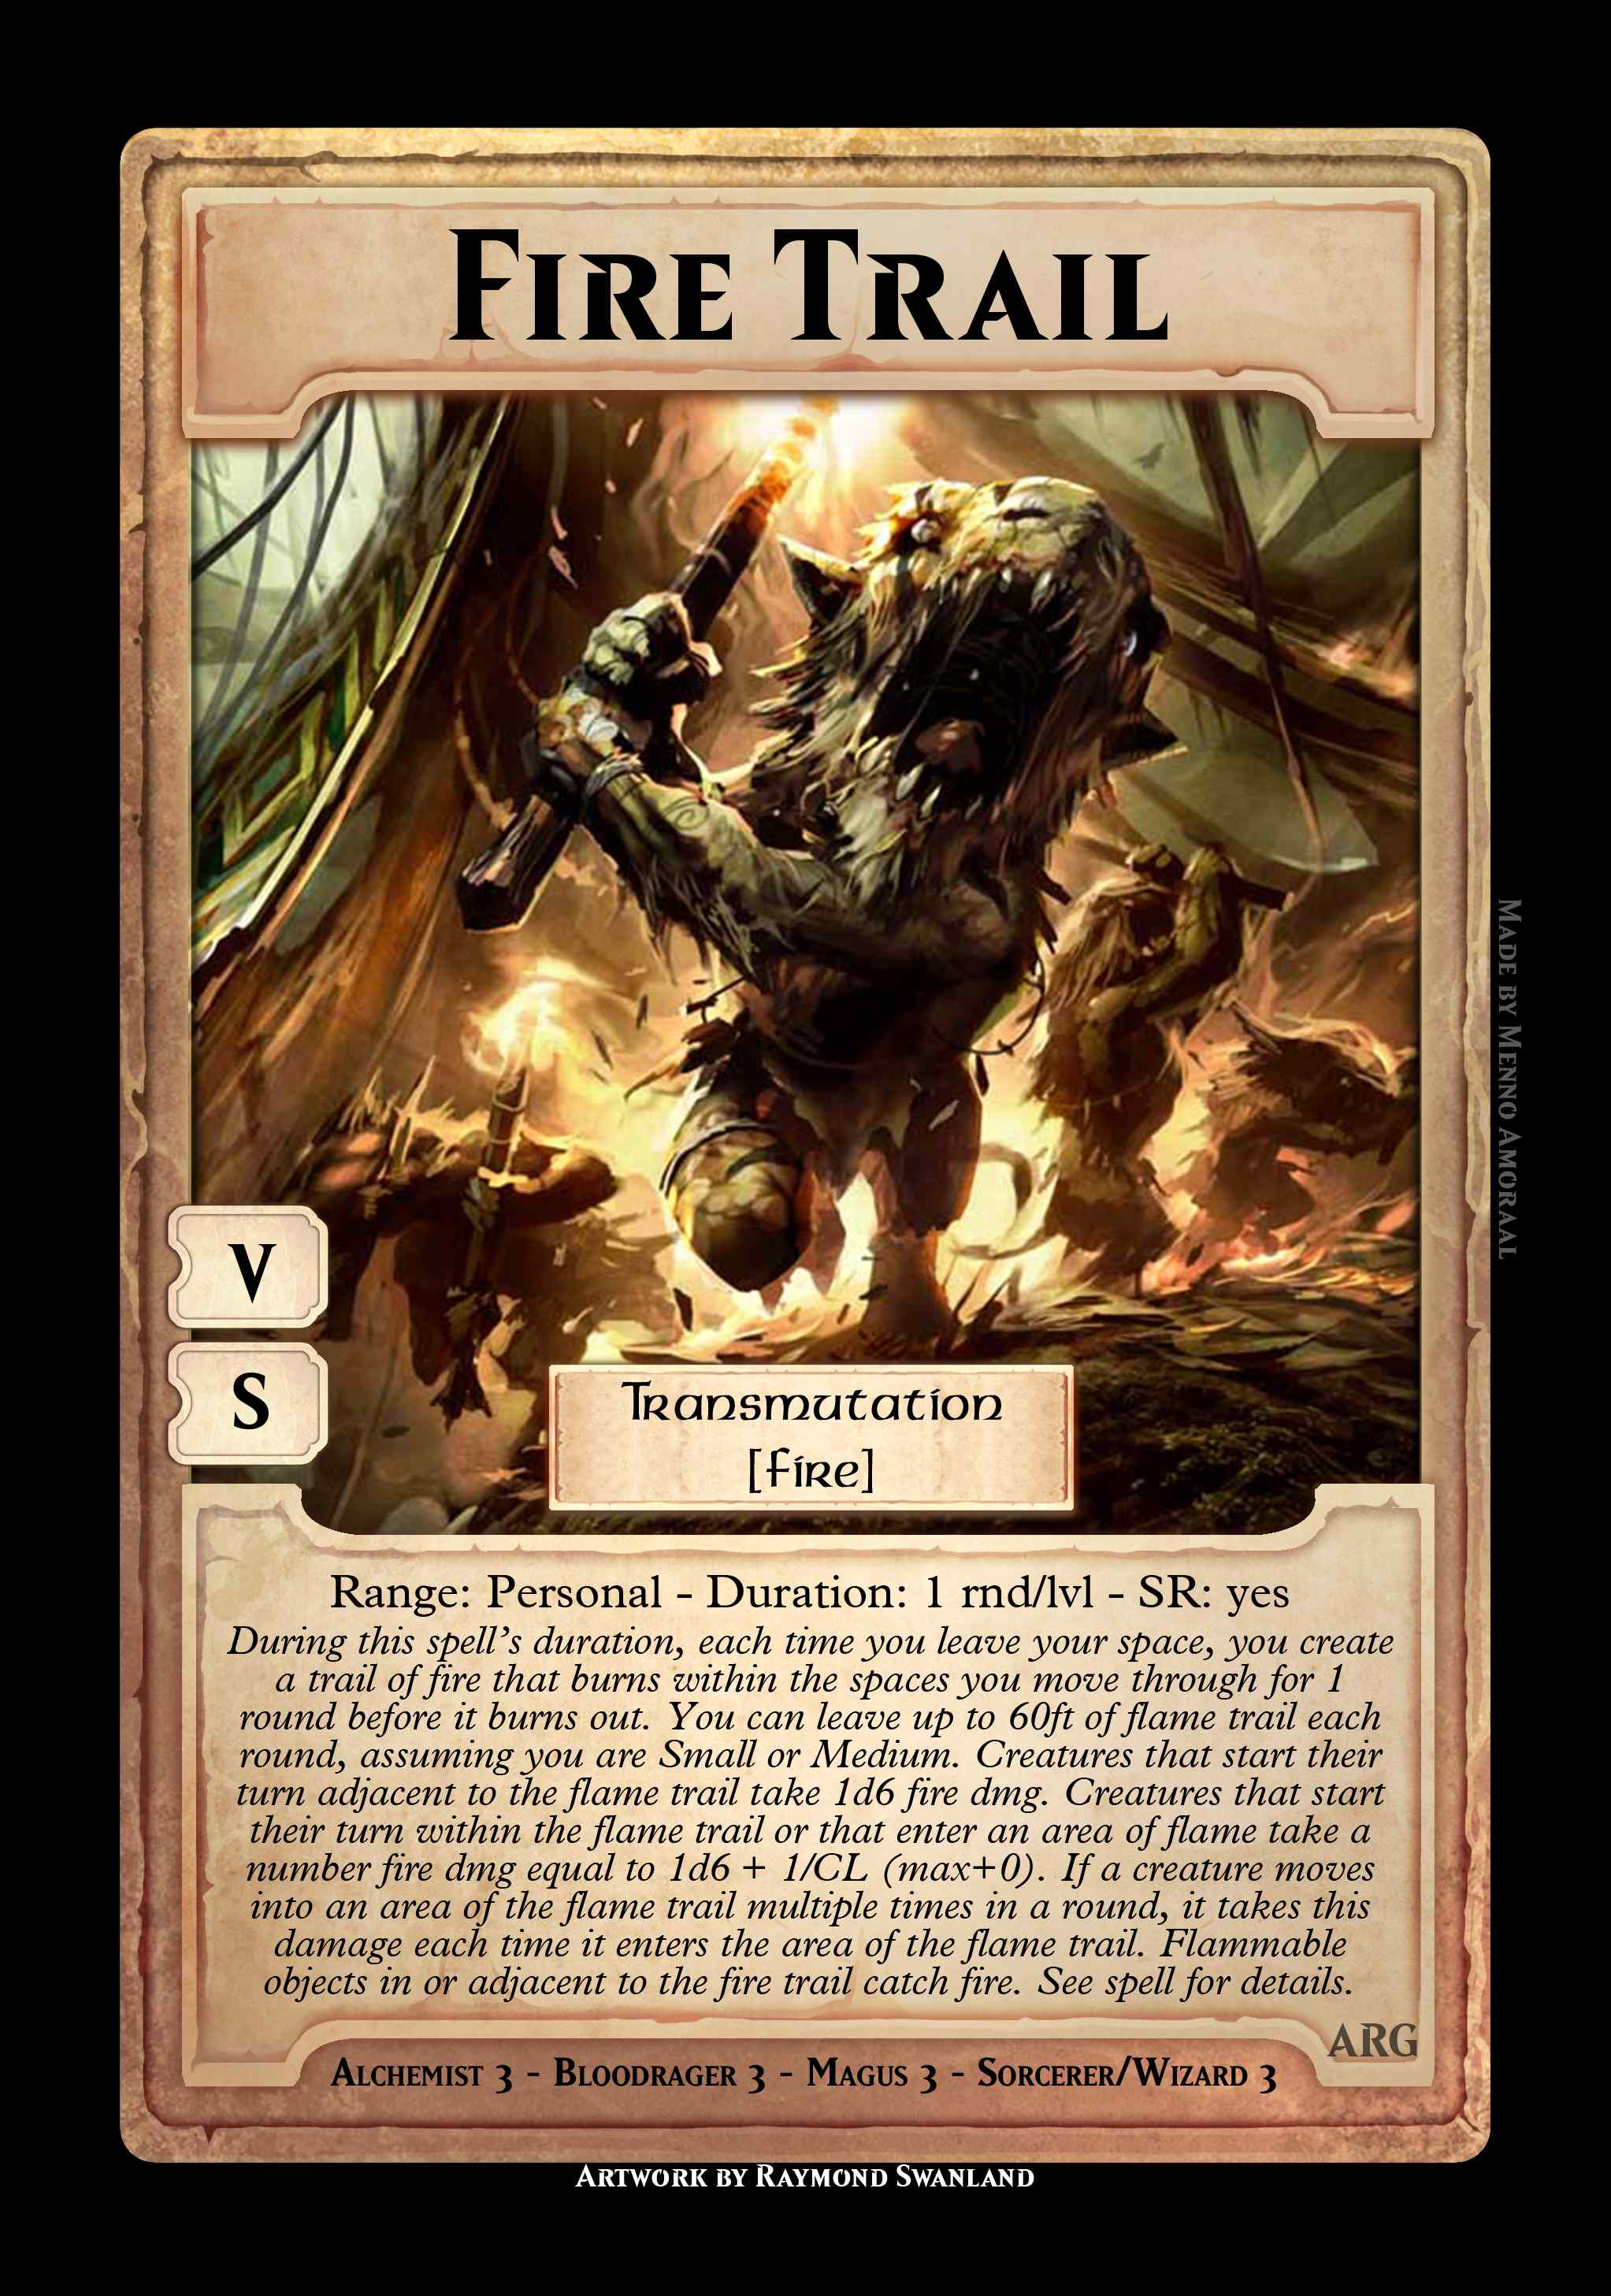 Fire Trail
V
S
Transmutation
[Fire]
Range: Personal - Duration: 1 rnd/lvl - SR: yes
During this spell's duration, each time you leave your space, you create
a trail of fire that burns within the spaces you move through for 1
round before it burns out. You can leave up to 60ft of flame trail each
round, assuming you are Small or Medium. Creatures that start their
turn adjacent to the flame trail take 1d6 fire dmg. Creatures that start
their turn within the flame trail or that enter an area of flame take a
number fire dmg equal to 1d6 + 1/CL (max+0). If a creature moves
into an area of the flame trail multiple times in a round, it takes this
damage each time it enters the area of the flame trail. Flammable
objects in or adjacent to the fire trail catch fire. See spell for details.
ARG
Alchemist 3 - Bloodrager 3 - Magus 3 - Sorcerer/Wizard 3
Artwork by Raymond Swanland
Made by Menno Amoraal